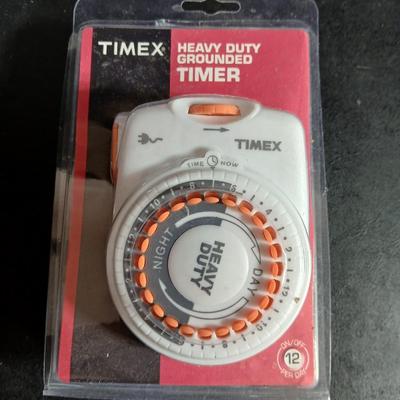 TIMEX
HEAVY DUTY
GROUNDED
TIMER
TIMEX
TIME NOW
NIGHT
HEAVY
DUTY
DAY
ON/OFF
12
PER DAY